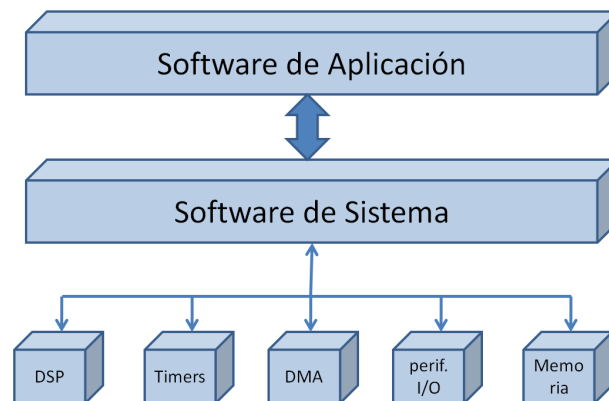 Software de Aplicación
Software de Sistema
DSP
Timers
DMA
perif.
I/O
Memo
ria